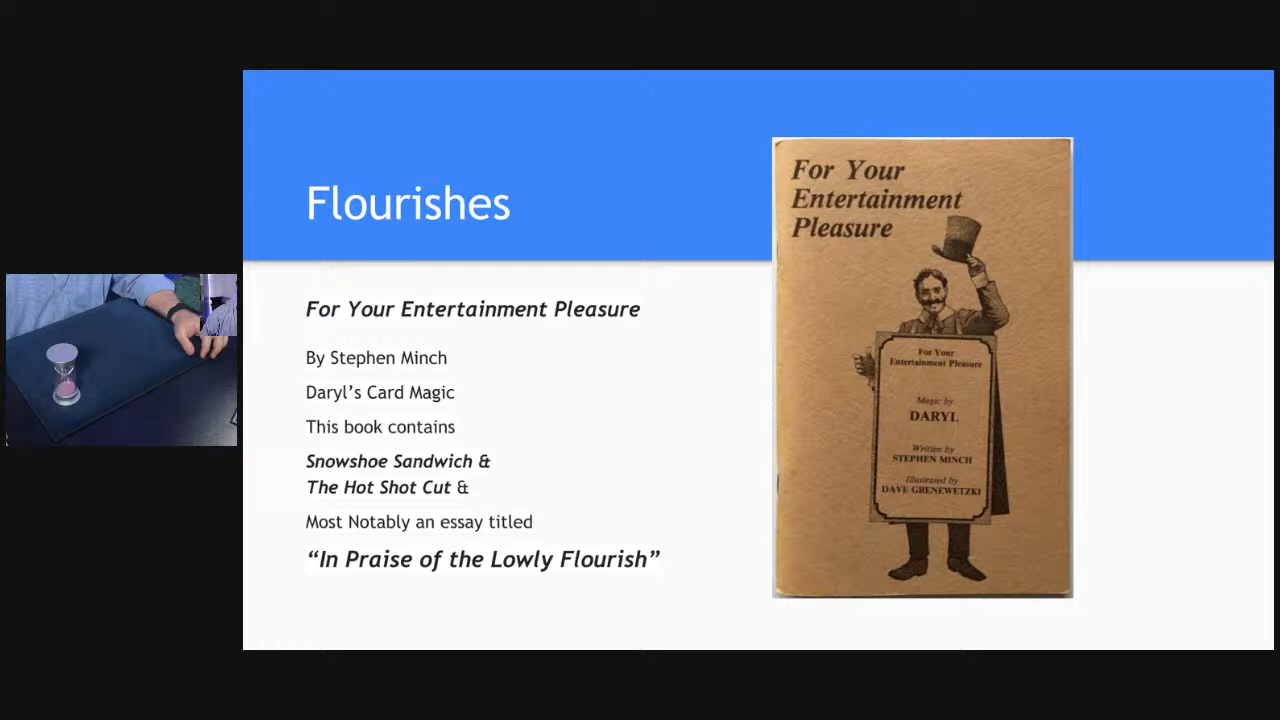 Flourishes
For Your Entertainment Pleasure
By Stephen Minch
Daryl’s Card Magic
This book contains
Snowshoe Sandwich &
The Hot Shot Cut &
Most Notably an essay titled
“In Praise of the Lowly Flourish”
For Your
Entertainment
Pleasure
For Your
Entertainment Pleasure
Magic by
DARYL
Written by
STEPHEN MINCH
Illustrated by
DAVE GRENEWETZKI